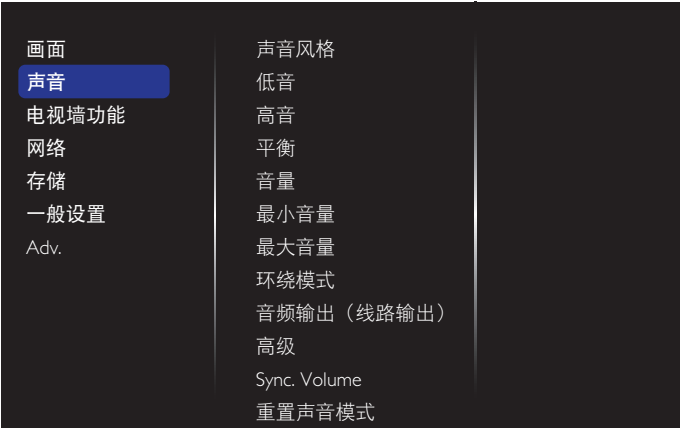 画面
声音
电视墙功能
网络
存储
一般设置
Adv.
声音风格
低音
高音
平衡
音量
最小音量
最大音量
环绕模式
音频输出（线路输出）
高级
Sync. Volume
重置声音模式